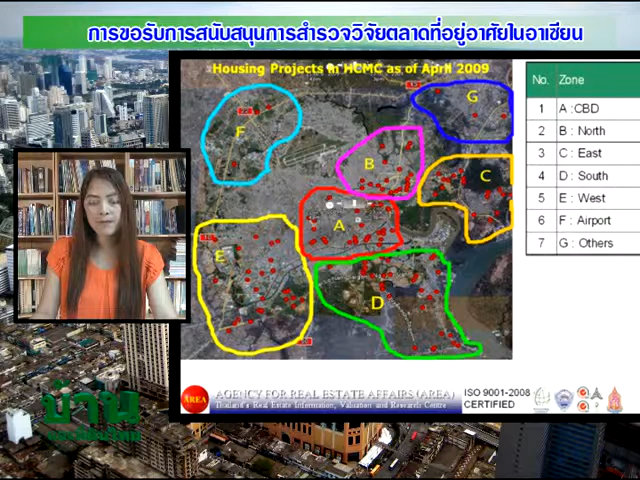 การขอรับการสนับสนุนการสำรวจวิจัยตลาดที่อยู่อาศัยในอาเซียน
Housing Projects in HCMC as of April 2009
F
G
B
C
A
E
D
No. Zone
1 A :CBD
2 B : North
3 C : East
4 D : South
5 E : West
6 F : Airport
7 G : Others
บ้าน
AREA
AGENCY FOR REAL ESTATE AFFAIRS (AREA)
Thailand's Real Estate Information, Valuation and Research Centre
ISO 9001-2008
CERTIFIED